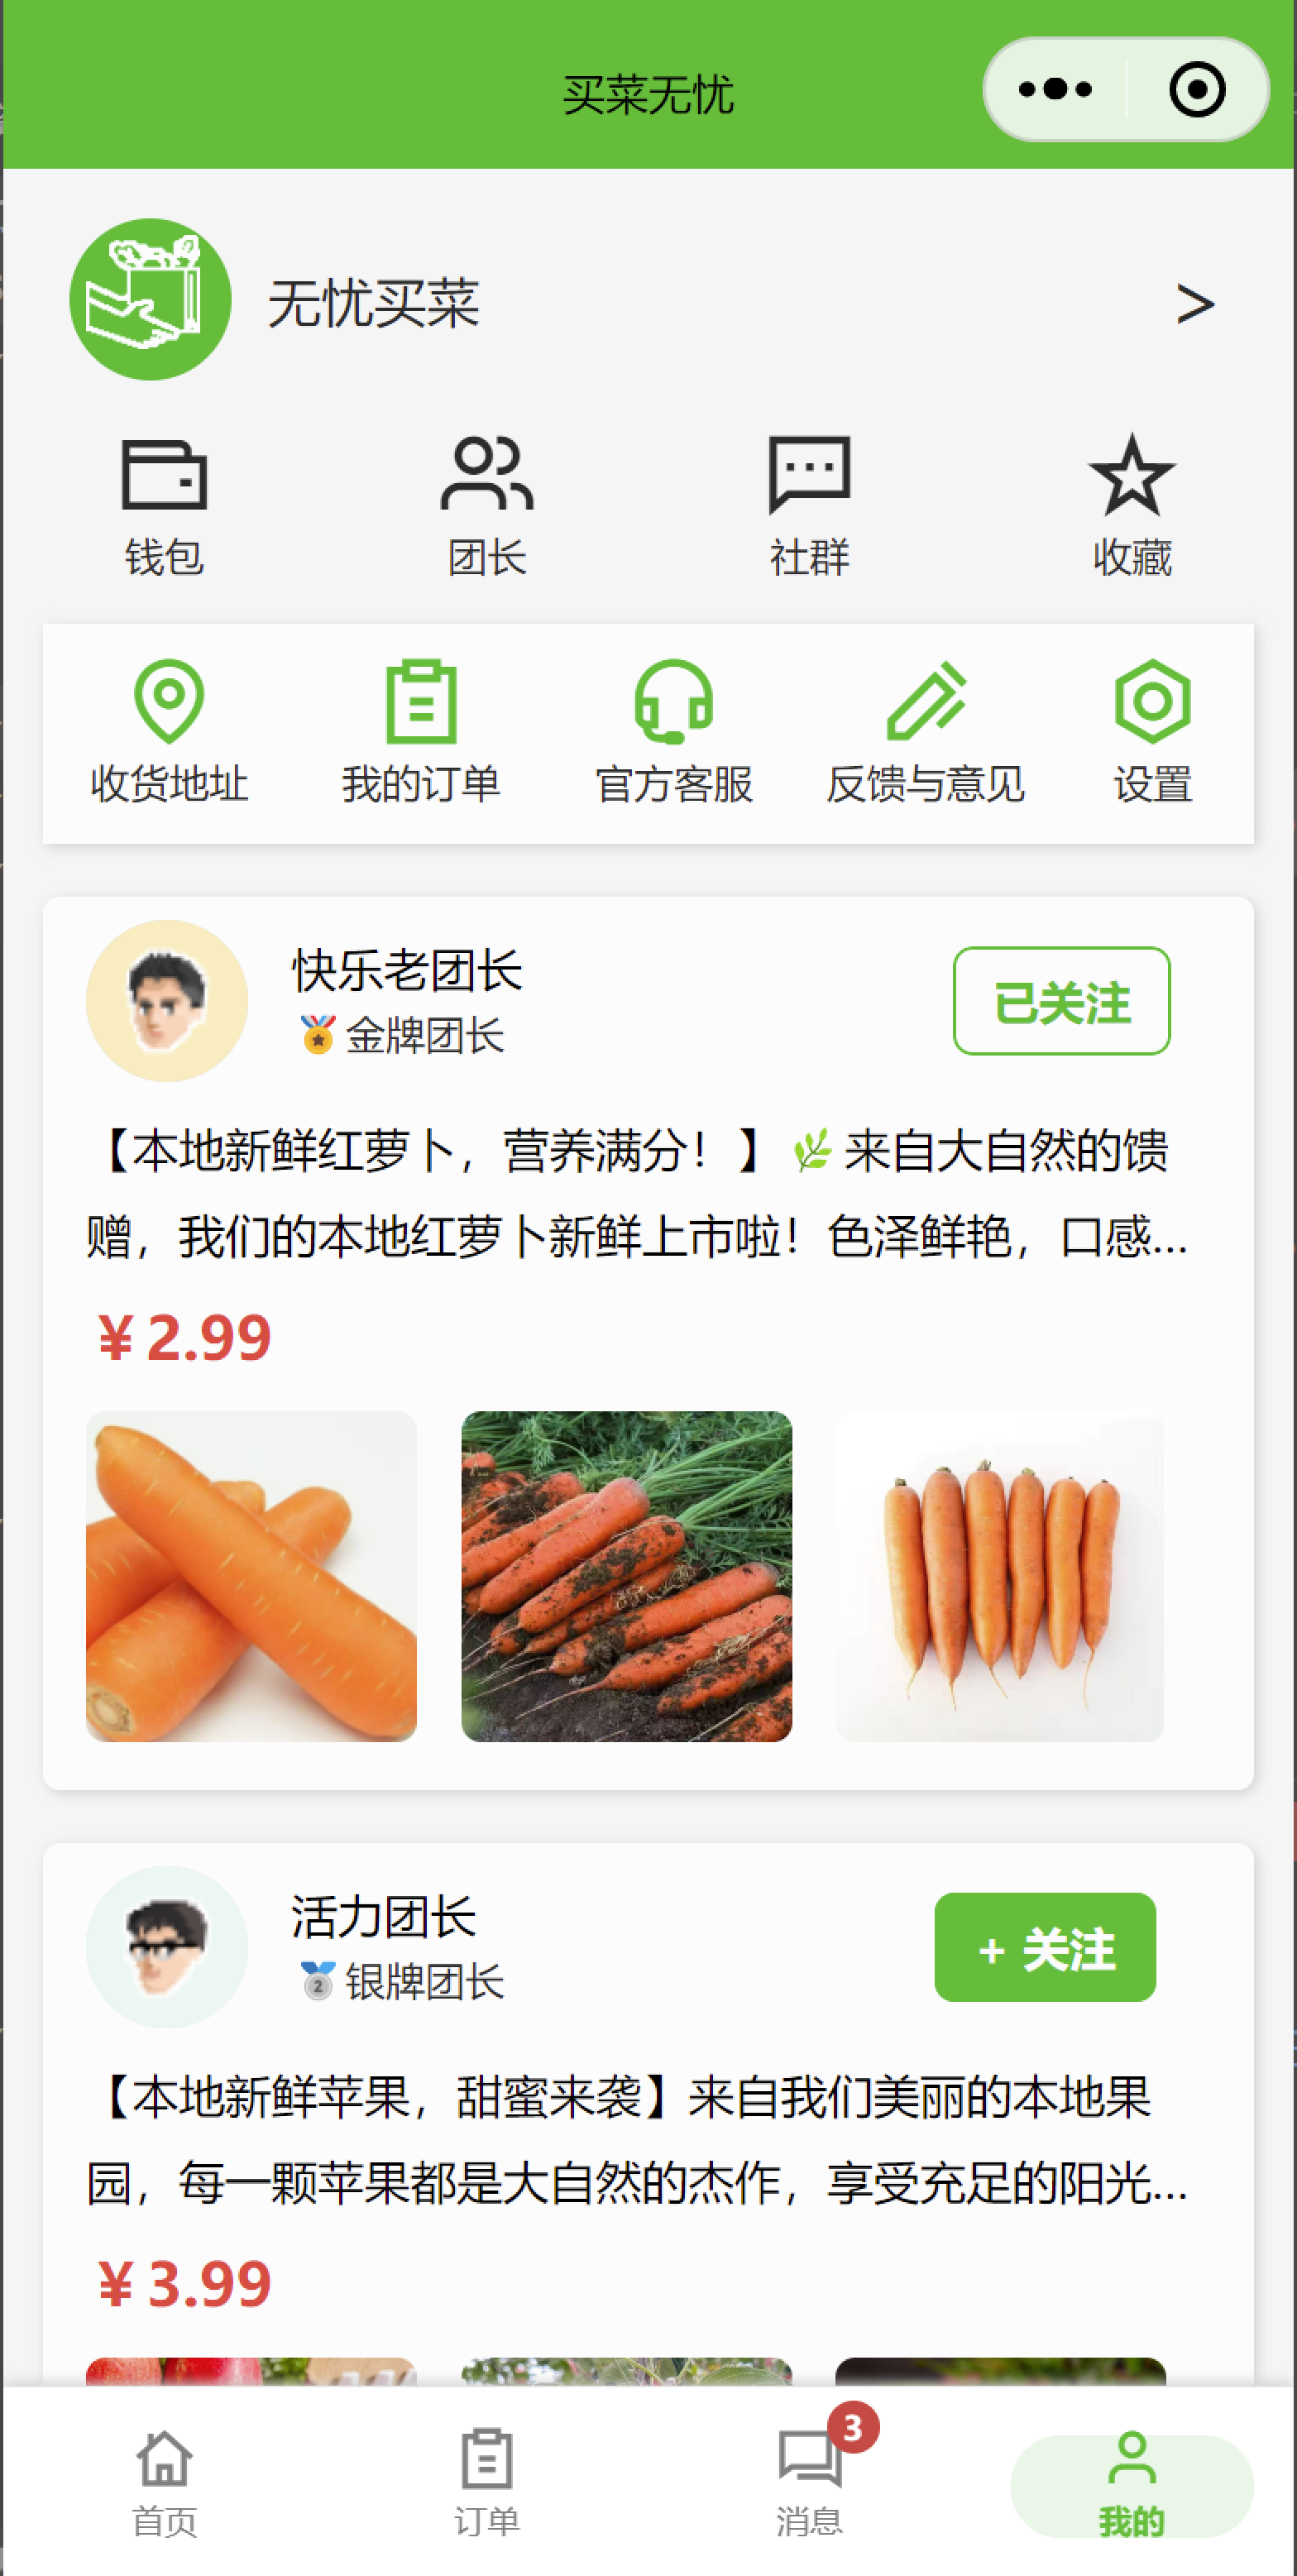 买菜无忧
无忧买菜 >
钱包 团长 社群 收藏
收货地址 我的订单 官方客服 反馈与意见 设置
快乐老团长
金牌团长
已关注
【本地新鲜红萝卜，营养满分！】🌿来自大自然的馈
赠，我们的本地红萝卜新鲜上市啦！色泽鲜艳，口感...
¥2.99
活力团长
2 银牌团长
+ 关注
【本地新鲜苹果，甜蜜来袭】来自我们美丽的本地果
园，每一颗苹果都是大自然的杰作，享受充足的阳光...
¥3.99
3
首页 订单 消息 我的